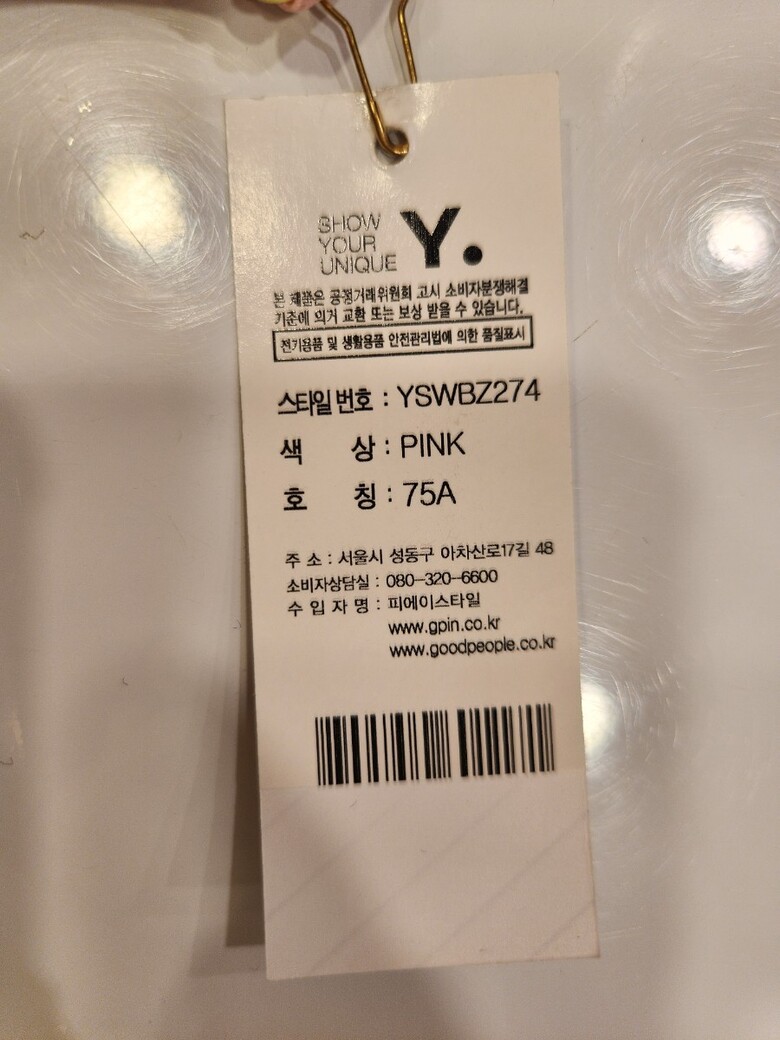 SHOW
YOUR
UNIQUE
Y.
본 제품은 공정거래위원회 고시 소비자분쟁해결
기준에 의거 교환 또는 보상 받을 수 있습니다.
전기용품 및 생활용품 안전관리법에 의한 품질표시
스타일번호 : YSWBZ274
색 상 : PINK
호 칭 : 75A
주 소 : 서울시 성동구 아차산로17길 48
소비자상담실 : 080-320-6600
수 입 자 명 : 피에이스타일
www.gpin.co.kr
www.goodpeople.co.kr